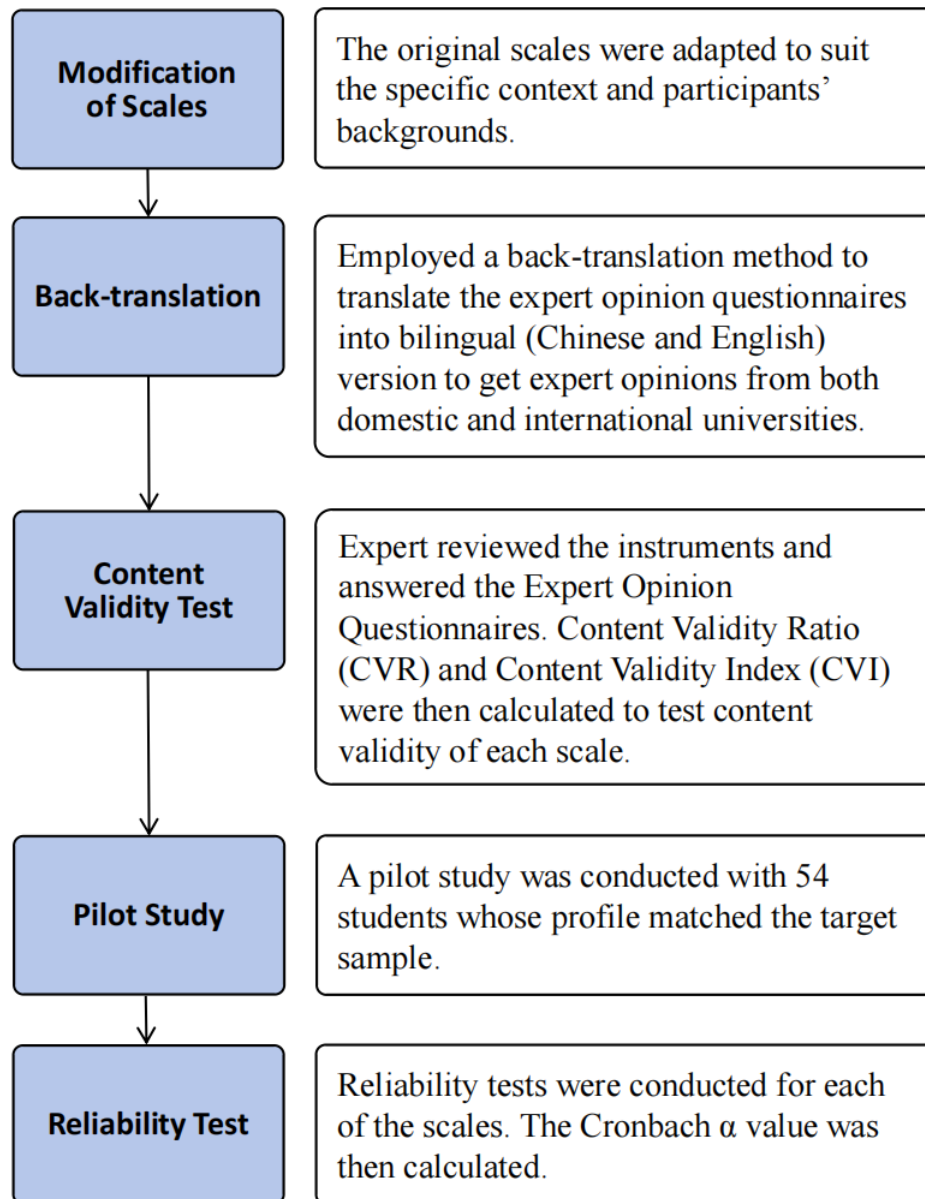 Modification
of Scales
The original scales were adapted to suit
the specific context and participants’
backgrounds.
Back-translation
Employed a back-translation method to
translate the expert opinion questionnaires
into bilingual (Chinese and English)
version to get expert opinions from both
domestic and international universities.
Content
Validity Test
Expert reviewed the instruments and
answered the Expert Opinion
Questionnaires. Content Validity Ratio
(CVR) and Content Validity Index (CVI)
were then calculated to test content
validity of each scale.
Pilot Study
A pilot study was conducted with 54
students whose profile matched the target
sample.
Reliability Test
Reliability tests were conducted for each
of the scales. The Cronbach α value was
then calculated.